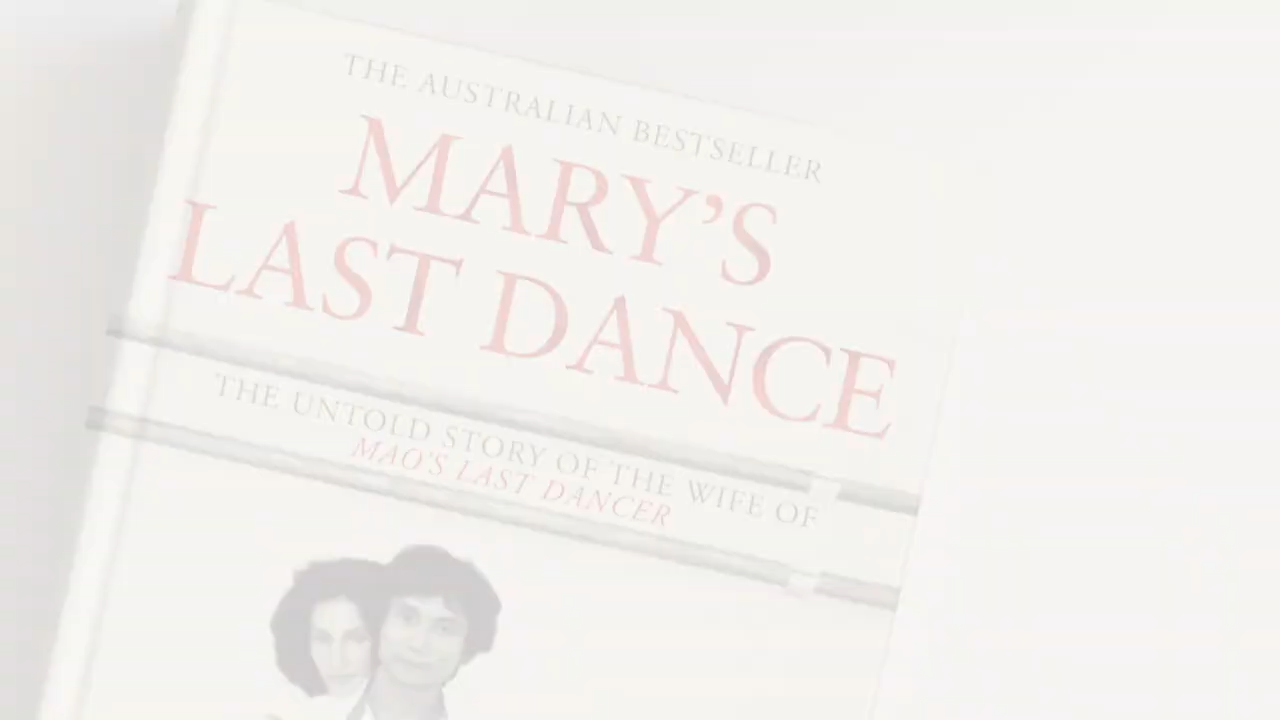 THE AUSTRALIAN BESTSELLER
MARY'S
LAST DANCE
THE UNTOLD STORY OF THE WIFE OF
MAO'S LAST DANCER